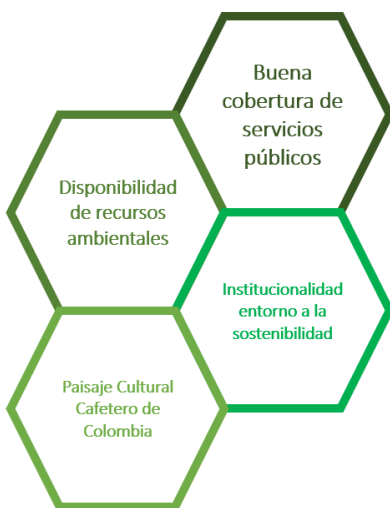 Buena
cobertura de
servicios
públicos
Disponibilidad
de recursos
ambientales
Institucionalidad
entorno a la
sostenibilidad
Paisaje Cultural
Cafetero de
Colombia